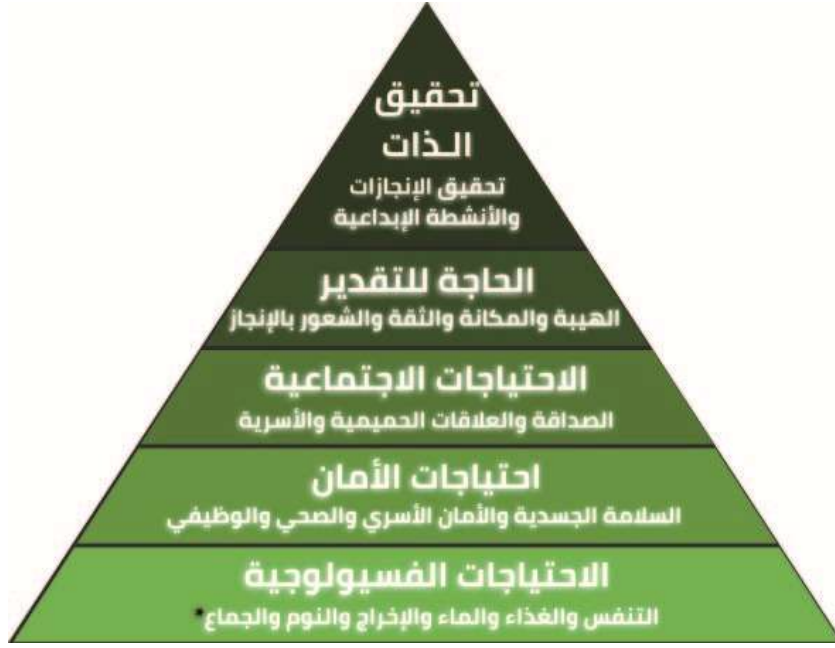 تحقيق
الـذات
تحقيق الإنجازات
والأنشطة الإبداعية
الحاجة للتقدير
الهيبة والمكانة والثقة والشعور بالإنجاز
الاحتياجات الاجتماعية
الصداقة والعلاقات الحميمية والأسرية
احتياجات الأمان
السلامة الجسدية والأمان الأسري والصحي والوظيفي
الاحتياجات الفسيولوجية
التنفس والغذاء والماء والإخراج والنوم والجماع*